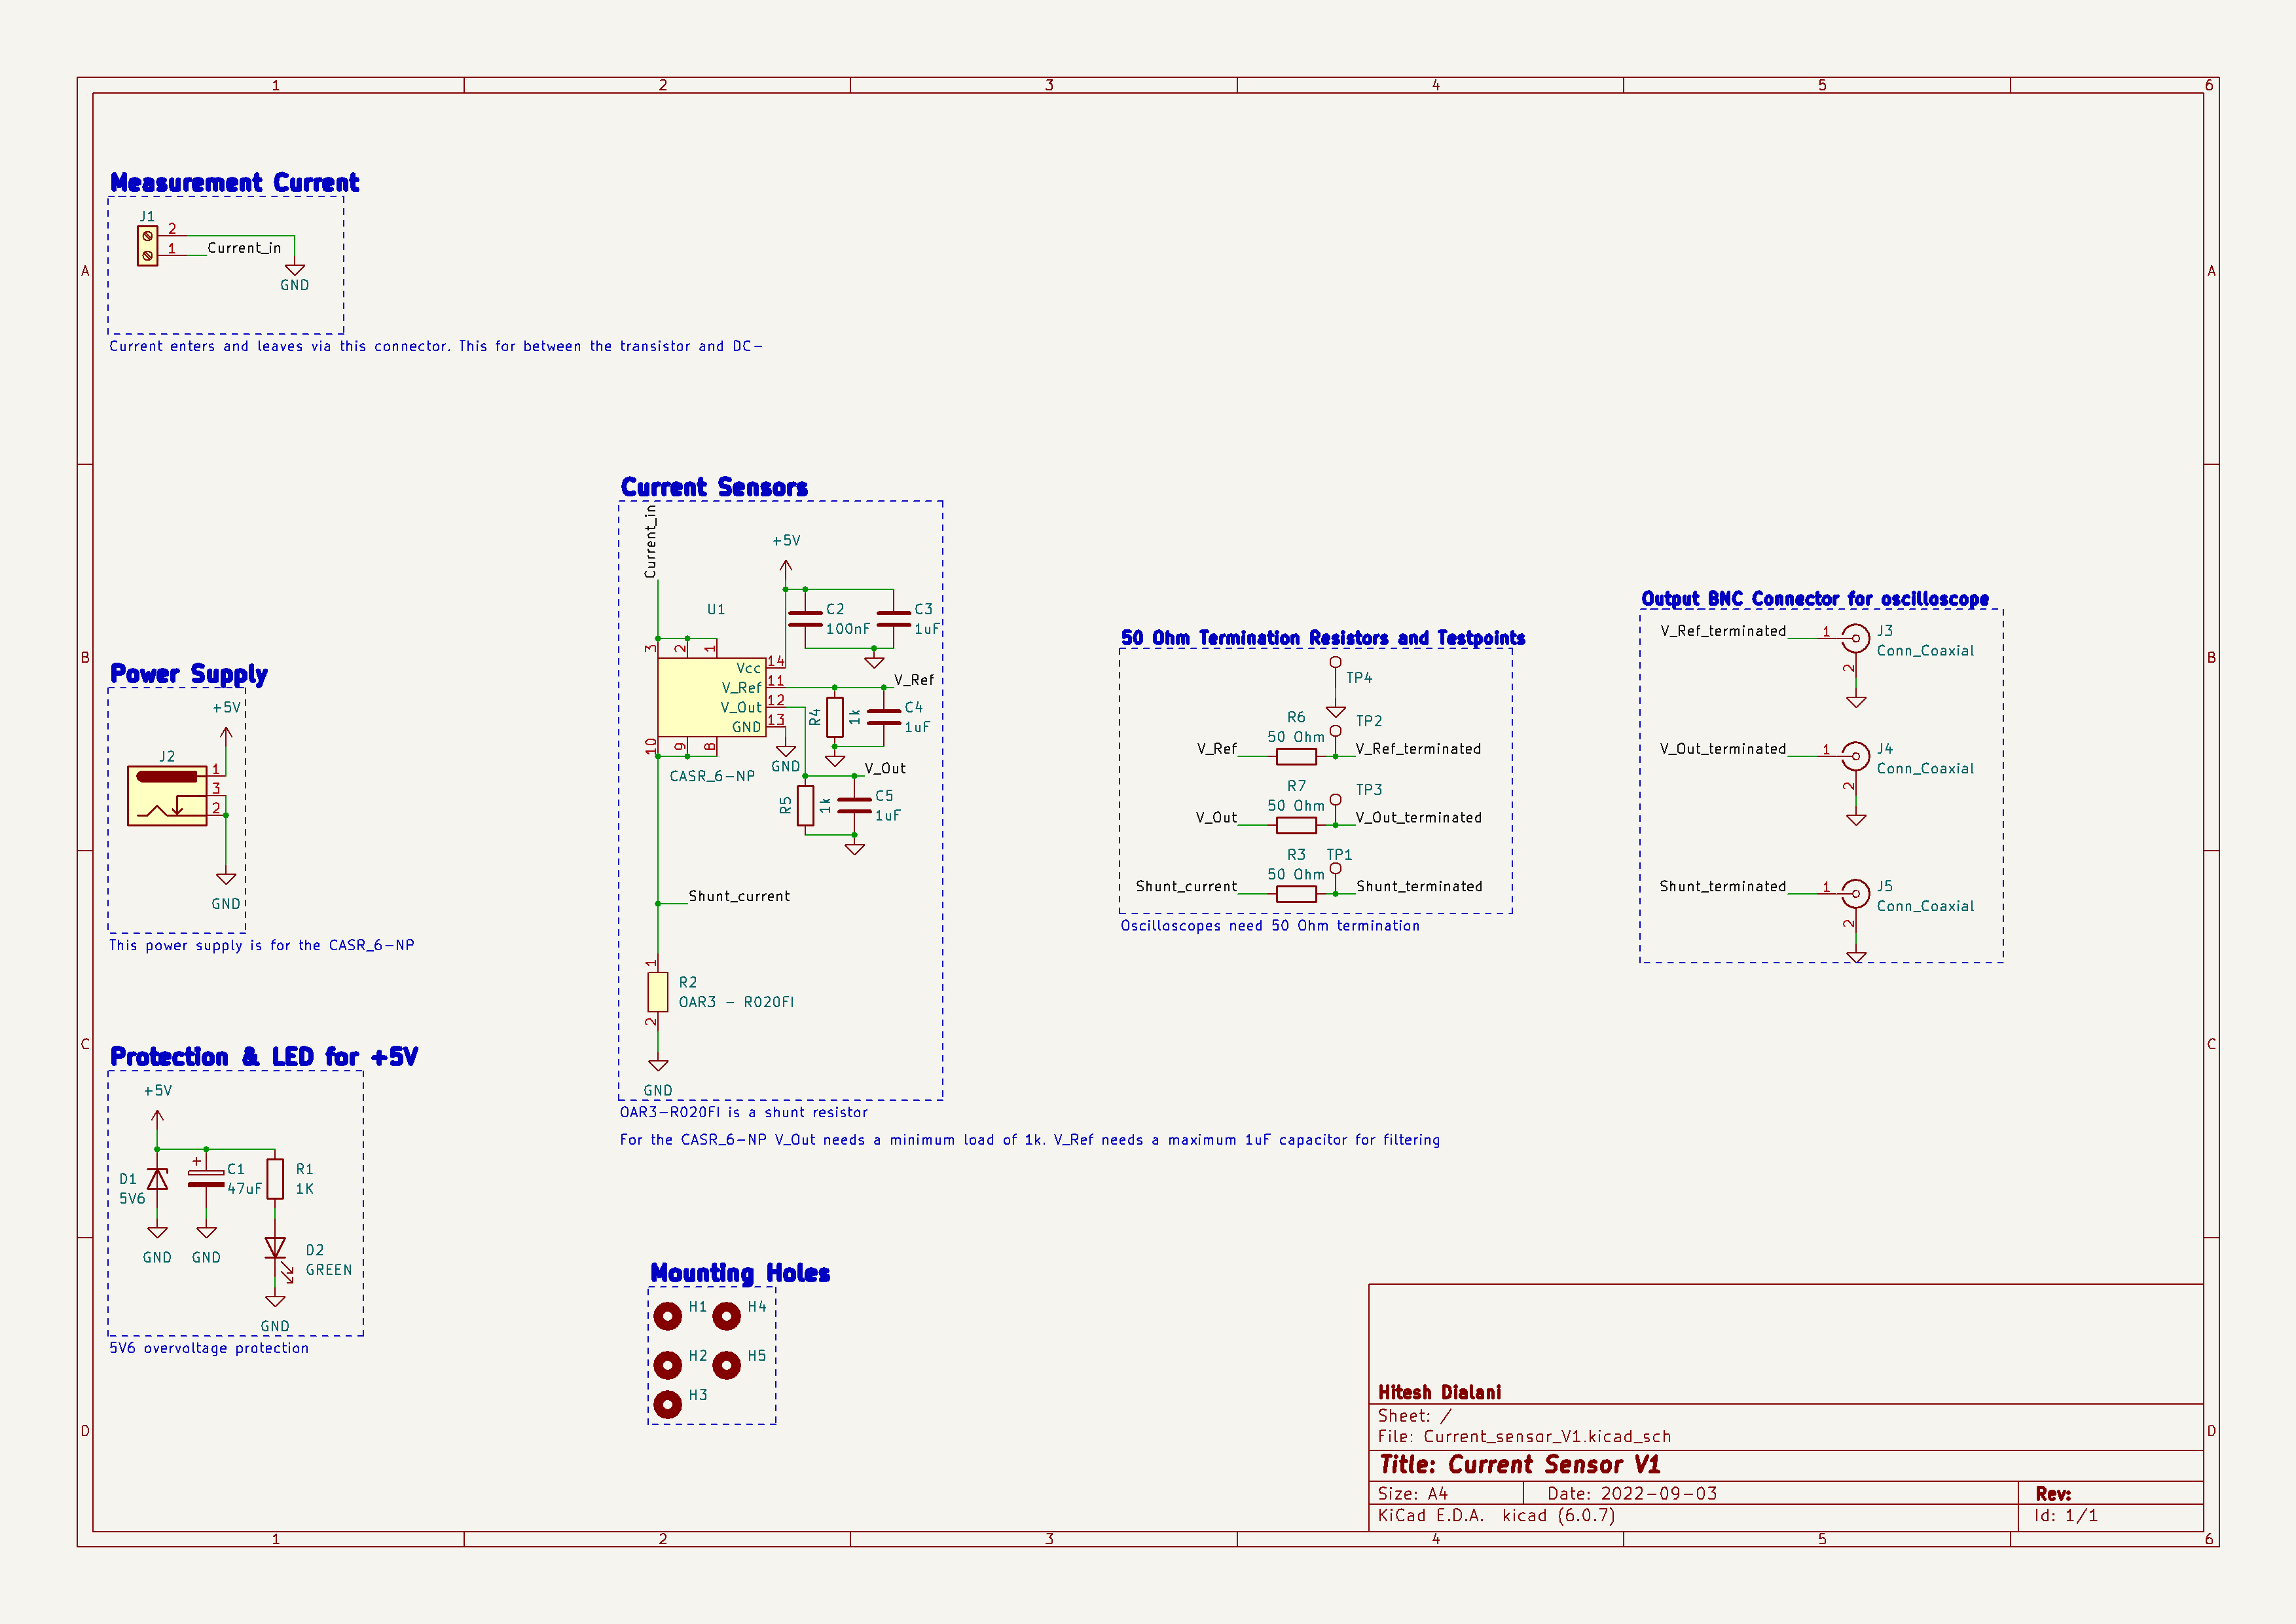 1 2 3 4 5 6
A
B
C
D
A
B
C
D
1 2 3 4 5 6
Measurement Current
J1
2
1
Current_in
GND
Current enters and leaves via this connector. This for between the transistor and DC-
Power Supply
+5V
J2
1
3
2
GND
This power supply is for the CASR_6-NP
Protection & LED for +5V
+5V
D1
5V6
C1
47uF
R1
1K
GND
GND
D2
GREEN
GND
5V6 overvoltage protection
Current Sensors
Current_in
+5V
U1
C2
100nF
C3
1uF
3 2 1
Vcc 14
V_Ref 11
V_Out 12
GND 13
V_Ref
R4
1k
C4
1uF
10 9 8
CASR_6-NP
GND
V_Out
R5
1k
C5
1uF
Shunt_current
1
R2
OAR3 - R020FI
2
GND
OAR3-R020FI is a shunt resistor
For the CASR_6-NP V_Out needs a minimum load of 1k. V_Ref needs a maximum 1uF capacitor for filtering
Mounting Holes
H1 H4
H2 H5
H3
50 Ohm Termination Resistors and Testpoints
TP4
R6
50 Ohm
TP2
V_Ref
V_Ref_terminated
R7
50 Ohm
TP3
V_Out
V_Out_terminated
R3
50 Ohm
TP1
Shunt_current
Shunt_terminated
Oscilloscopes need 50 Ohm termination
Output BNC Connector for oscilloscope
V_Ref_terminated
1
J3
Conn_Coaxial
2
V_Out_terminated
1
J4
Conn_Coaxial
2
Shunt_terminated
1
J5
Conn_Coaxial
2
Hitesh Dialani
Sheet: /
File: Current_sensor_V1.kicad_sch
Title: Current Sensor V1
Size: A4 Date: 2022-09-03 Rev:
KiCad E.D.A. kicad (6.0.7) Id: 1/1